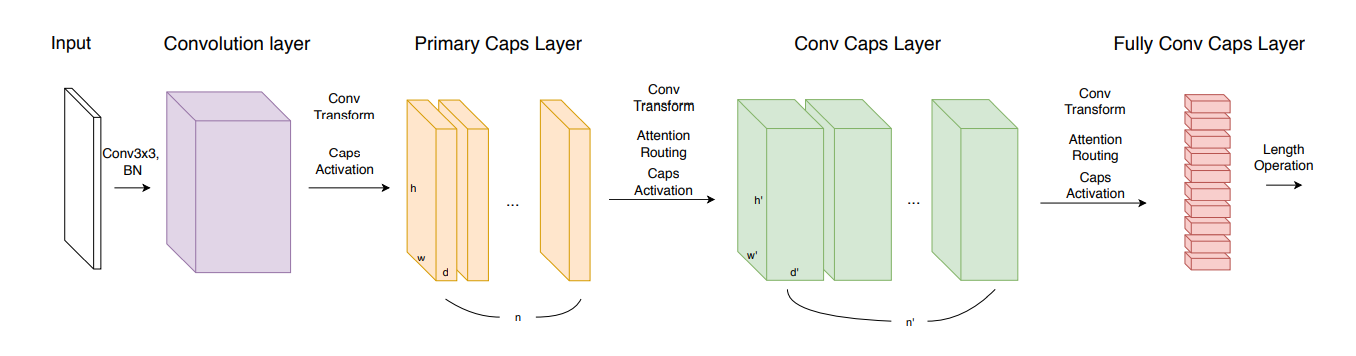 Input
Convolution layer
Primary Caps Layer
Conv Caps Layer
Fully Conv Caps Layer
Conv3x3,
BN
Conv
Transform
Caps
Activation
h
w
d
...
n
Conv
Transform
Attention
Routing
Caps
Activation
h'
w'
d'
...
n'
Conv
Transform
Attention
Routing
Caps
Activation
Length
Operation